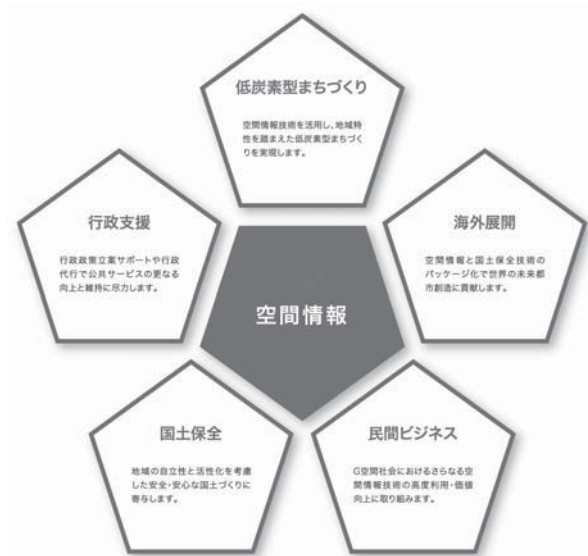 低炭素型まちづくり
空間情報技術を活用し、地域特
性を踏まえた低炭素型まちづく
りを実現します。
行政支援
行政政策立案サポートや行政
代行で公共サービスの更なる
向上と維持に尽力します。
海外展開
空間情報と国土保全技術の
パッケージ化で世界の未来都
市創造に貢献します。
空間情報
国土保全
地域の自立性と活性化を考慮
した安全・安心な国土づくりに
寄与します。
民間ビジネス
G空間社会におけるさらなる空
間情報技術の高度利用・価値
向上に取り組みます。